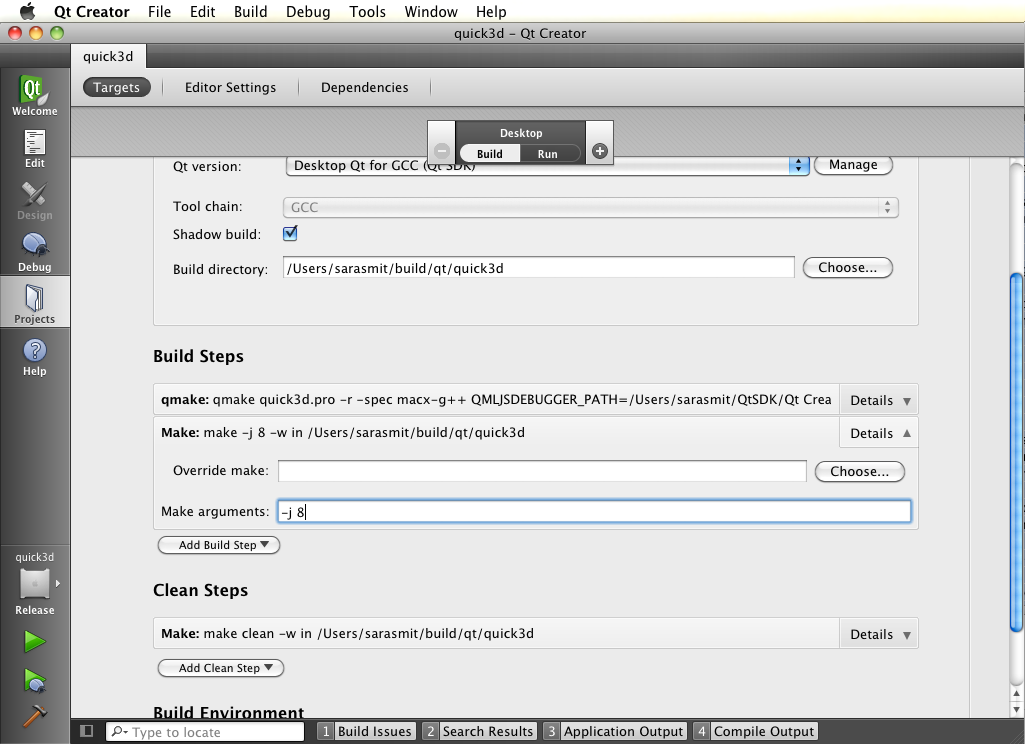 Qt Creator File Edit Build Debug Tools Window Help
quick3d – Qt Creator
quick3d
Targets Editor Settings Dependencies
Qt
Welcome
Edit
Design
Debug
Projects
Help
Desktop
Build Run
Qt version: Desktop Qt for GCC (Qt SDK) Manage
Tool chain: GCC
Shadow build:
Build directory: /Users/sarasmit/build/qt/quick3d Choose...
Build Steps
qmake: qmake quick3d.pro -r -spec macx-g++ QMLJSDEBUGGER_PATH=/Users/sarasmit/QtSDK/Qt Crea Details
Make: make -j 8 -w in /Users/sarasmit/build/qt/quick3d Details
Override make: Choose...
Make arguments: -j 8
Add Build Step
Clean Steps
Make: make clean -w in /Users/sarasmit/build/qt/quick3d Details
Add Clean Step
Build Environment
quick3d
Release
Type to locate 1 Build Issues 2 Search Results 3 Application Output 4 Compile Output